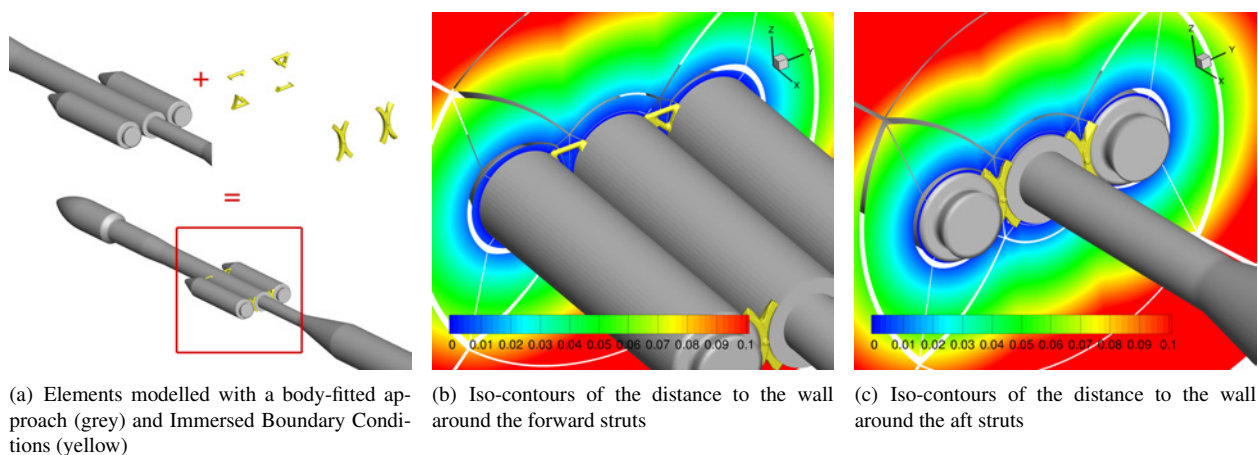 +
=
Z
Y
X
0 0.01 0.02 0.03 0.04 0.05 0.06 0.07 0.08 0.09 0.1
Z
Y
X
0 0.01 0.02 0.03 0.04 0.05 0.06 0.07 0.08 0.09 0.1
(a) Elements modelled with a body-fitted ap-
proach (grey) and Immersed Boundary Condi-
tions (yellow)
(b) Iso-contours of the distance to the wall
around the forward struts
(c) Iso-contours of the distance to the wall
around the aft struts